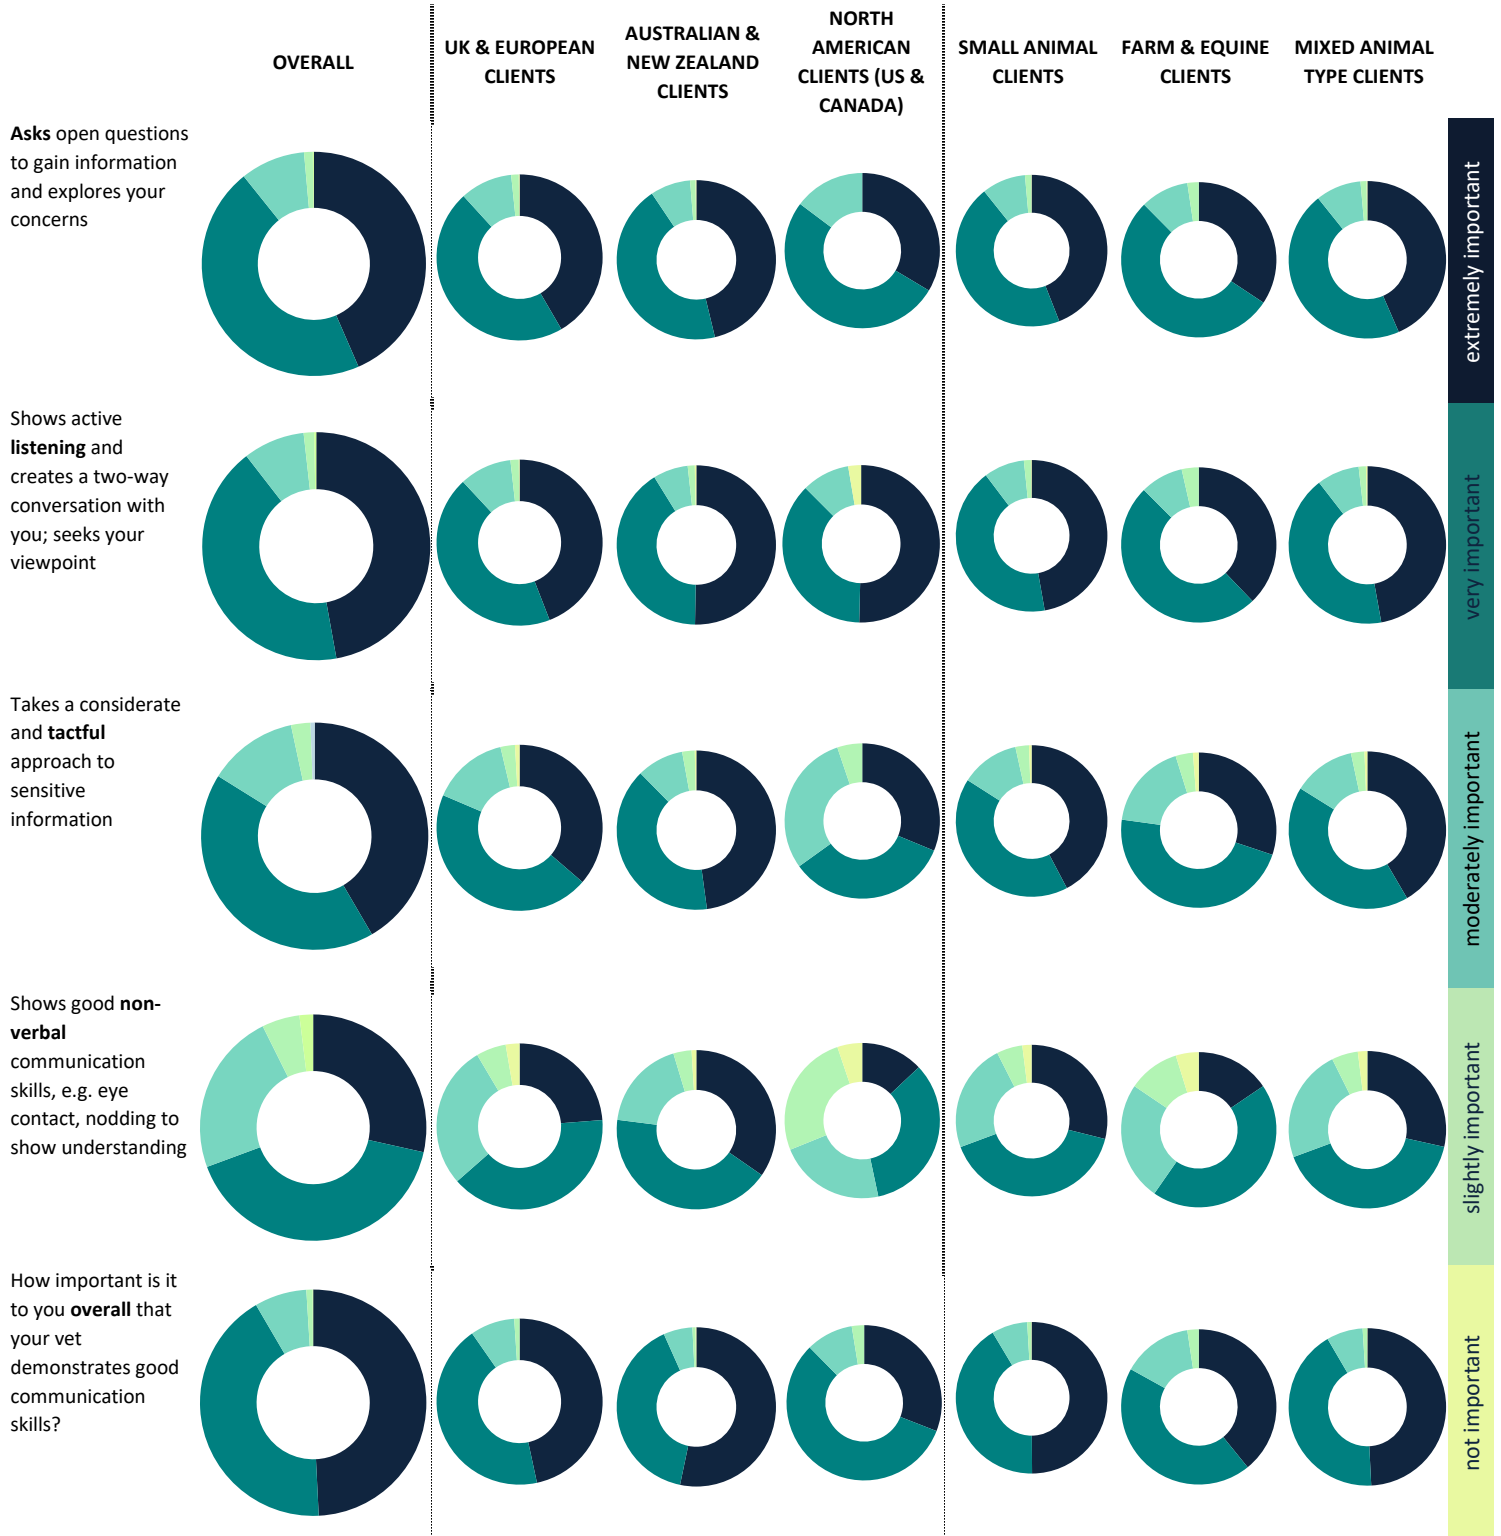 OVERALL
UK & EUROPEAN
CLIENTS
AUSTRALIAN &
NEW ZEALAND
CLIENTS
NORTH
AMERICAN
CLIENTS (US &
CANADA)
SMALL ANIMAL
CLIENTS
FARM & EQUINE
CLIENTS
MIXED ANIMAL
TYPE CLIENTS
Asks open questions
to gain information
and explores your
concerns
Shows active
listening and
creates a two-way
conversation with
you; seeks your
viewpoint
Takes a considerate
and tactful
approach to
sensitive
information
Shows good non-
verbal
communication
skills, e.g. eye
contact, nodding to
show understanding
How important is it
to you overall that
your vet
demonstrates good
communication
skills?
extremely important
very important
moderately important
slightly important
not important